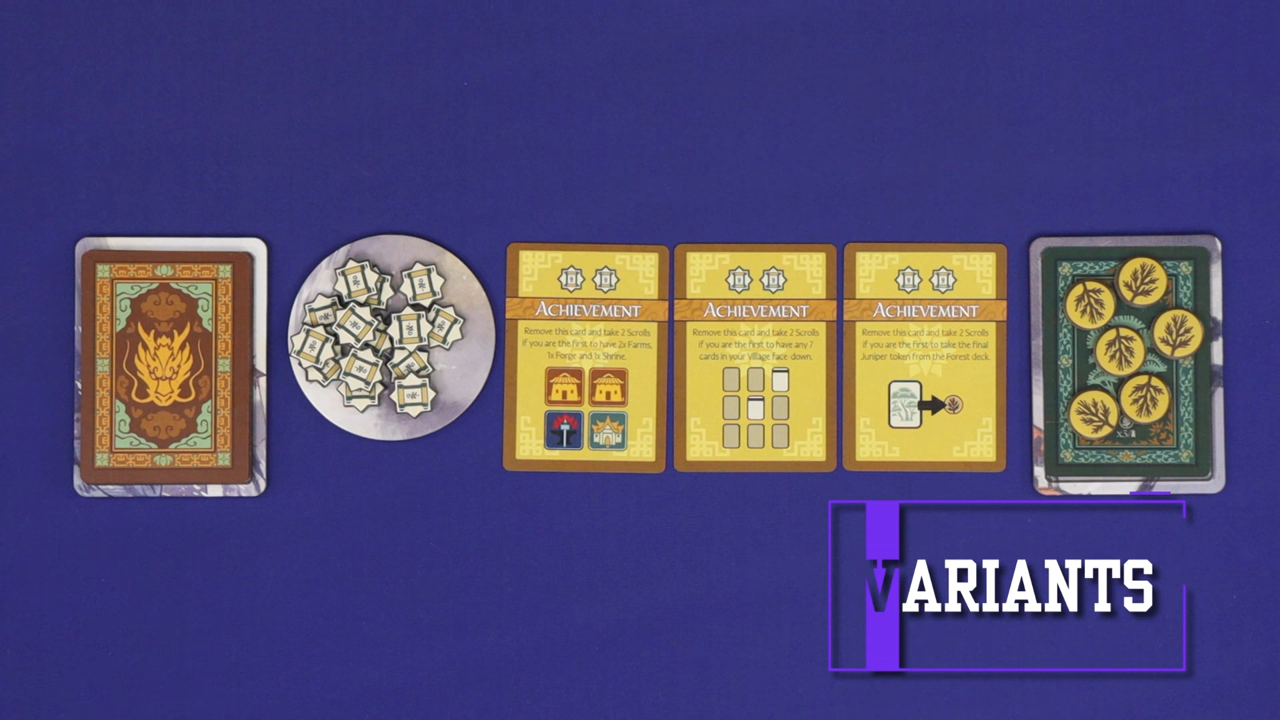 ACHIEVEMENT
Remove this card and take 2 Scrolls
if you are the first to have 2x Farms,
1x Forge and 1x Shrine.
ACHIEVEMENT
Remove this card and take 2 Scrolls
if you are the first to have any 7
cards in your Village face-down.
ACHIEVEMENT
Remove this card and take 2 Scrolls
if you are the first to take the final
Juniper token from the Forest deck.
VARIANTS